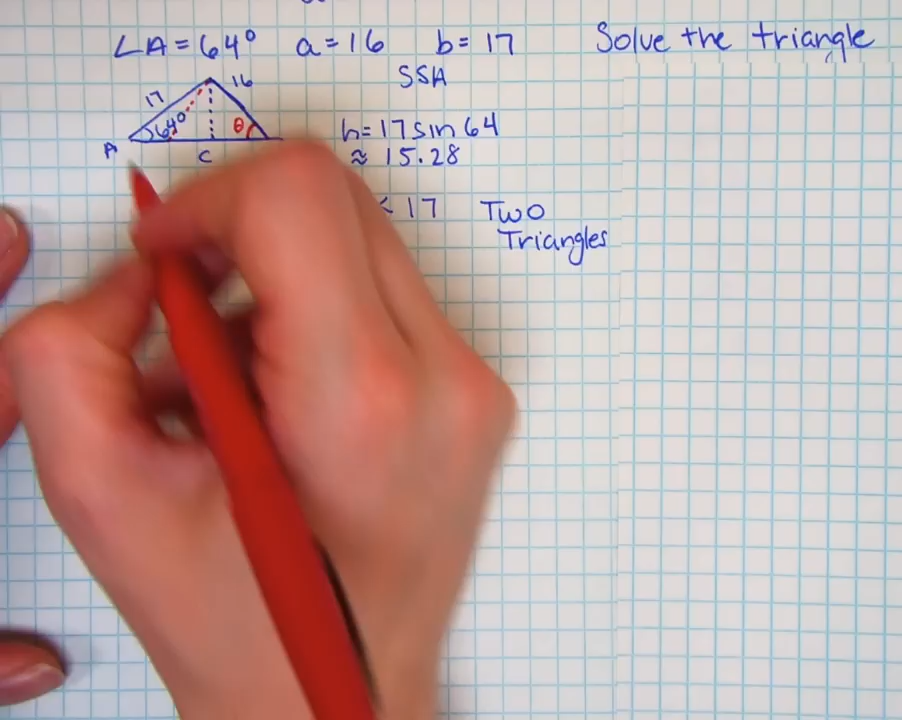 ∠A = 64° a = 16 b = 17 Solve the triangle
SSA
17 16
64° θ
A C
h = 17 sin 64
≈ 15.28
< 17 Two
Triangles